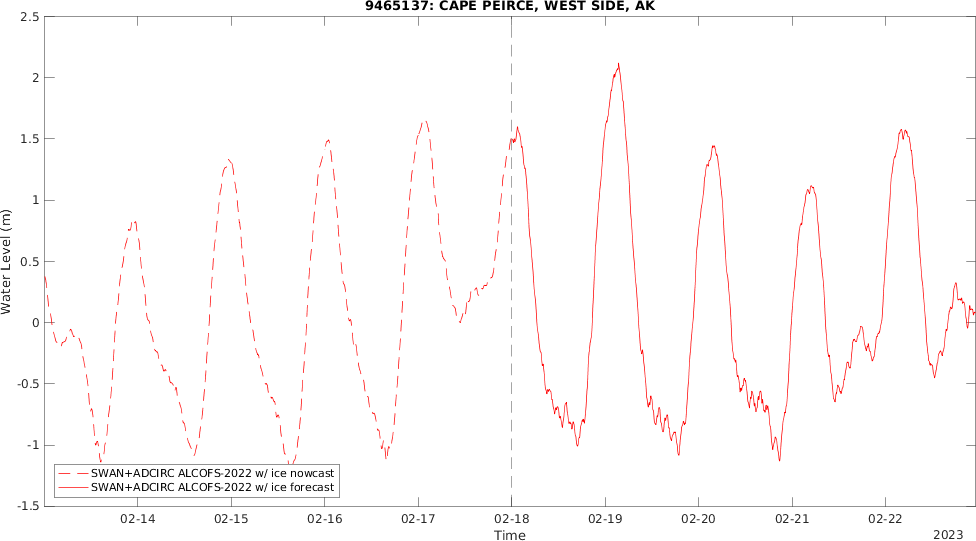 9465137: CAPE PEIRCE, WEST SIDE, AK
2.5
2
1.5
1
0.5
0
-0.5
-1
-1.5
Water Level (m)
SWAN+ADCIRC ALCOFS-2022 w/ ice nowcast
SWAN+ADCIRC ALCOFS-2022 w/ ice forecast
02-14 02-15 02-16 02-17 02-18 02-19 02-20 02-21 02-22
Time
2023